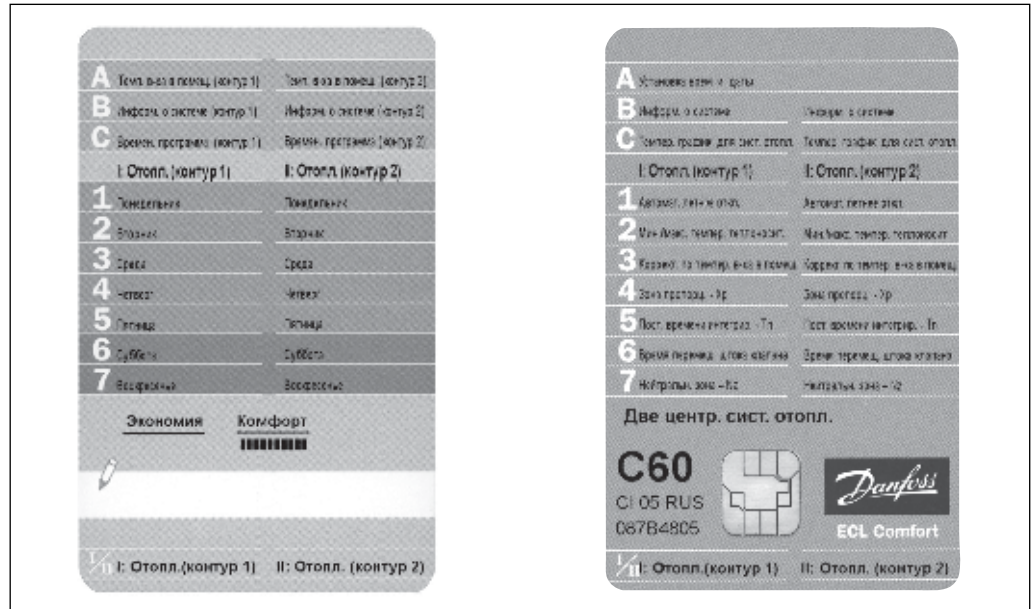 A Темп. в-ха в помещ. (контур 1) Темп. в-ха в помещ. (контур 2)
B Информ. о системе (контур 1) Информ. о системе (контур 2)
C Времен. программа (контур 1) Времен. программа (контур 2)
I: Отопл. (контур 1) II: Отопл. (контур 2)
1 Понедельник Понедельник
2 Вторник Вторник
3 Среда Среда
4 Четверг Четверг
5 Пятница Пятница
6 Суббота Суббота
7 Воскресенье Воскресенье
Экономия Комфорт
I/II I: Отопл.(контур 1) II: Отопл. (контур 2)
A Установка врем. и даты
B Информ. о системе Информ. о системе
C Темпер. график для сист. отопл. Темпер. график для сист. отопл.
I: Отопл. (контур 1) II: Отопл. (контур 2)
1 Автомат. летнее откл. Автомат. летнее откл.
2 Мин./макс. темпер. теплоносит. Мин./макс. темпер. теплоносит.
3 Коррект. по темпер. в-ха в помещ. Коррект. по темпер. в-ха в помещ.
4 Зона пропорц. - Хр Зона пропорц. - Хр
5 Пост. времени интегрир. - Tn Пост. времени интегрир. - Tn
6 Время перемещ. штока клапана Время перемещ. штока клапана
7 Нейтральн. зона – Nz Нейтральн. зона – Nz
Две центр. сист. отопл.
C60
CI 05 RUS
087B4805
Danfoss
ECL Comfort
I/II I: Отопл.(контур 1) II: Отопл. (контур 2)